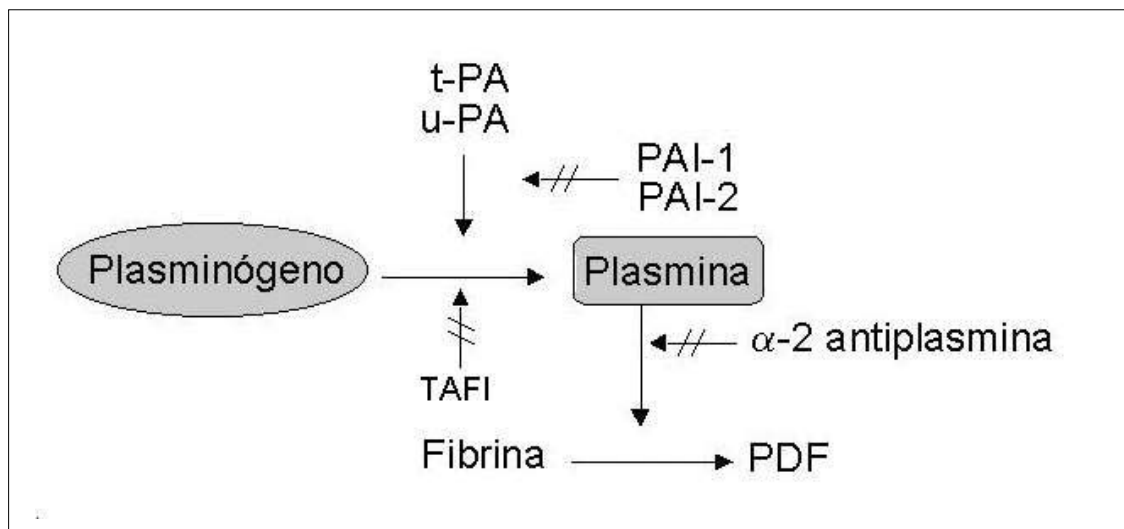 t-PA
u-PA
PAI-1
PAI-2
Plasminógeno
Plasmina
α-2 antiplasmina
TAFI
Fibrina
PDF